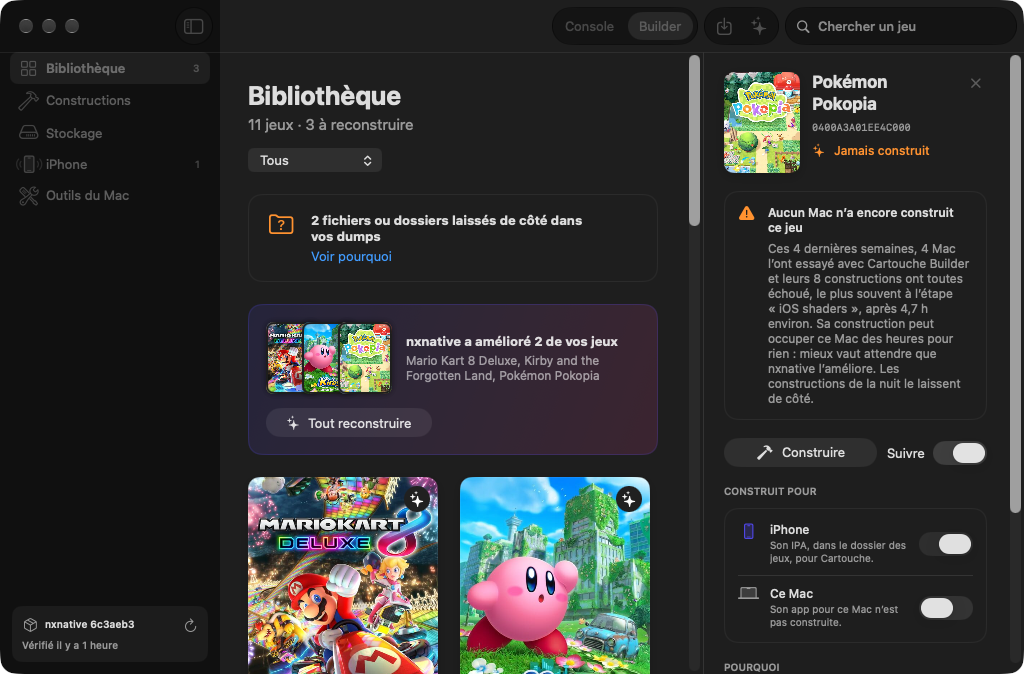 Console
Builder
Chercher un jeu
Bibliothèque
3
Constructions
Stockage
iPhone
1
Outils du Mac
nxnative 6c3aeb3
Vérifié il y a 1 heure
Bibliothèque
11 jeux · 3 à reconstruire
Tous
2 fichiers ou dossiers laissés de côté dans
vos dumps
Voir pourquoi
nxnative a amélioré 2 de vos jeux
Mario Kart 8 Deluxe, Kirby and the
Forgotten Land, Pokémon Pokopia
Tout reconstruire
MARIOKART
8
DELUXE
Pokémon
Pokopia
0400A3A01EE4C000
Jamais construit
Aucun Mac n’a encore construit
ce jeu
Ces 4 dernières semaines, 4 Mac
l’ont essayé avec Cartouche Builder
et leurs 8 constructions ont toutes
échoué, le plus souvent à l’étape
« iOS shaders », après 4,7 h
environ. Sa construction peut
occuper ce Mac des heures pour
rien : mieux vaut attendre que
nxnative l’améliore. Les
constructions de la nuit le laissent
de côté.
Construire
Suivre
CONSTRUIT POUR
iPhone
Son IPA, dans le dossier des
jeux, pour Cartouche.
Ce Mac
Son app pour ce Mac n’est
pas construite.
POURQUOI